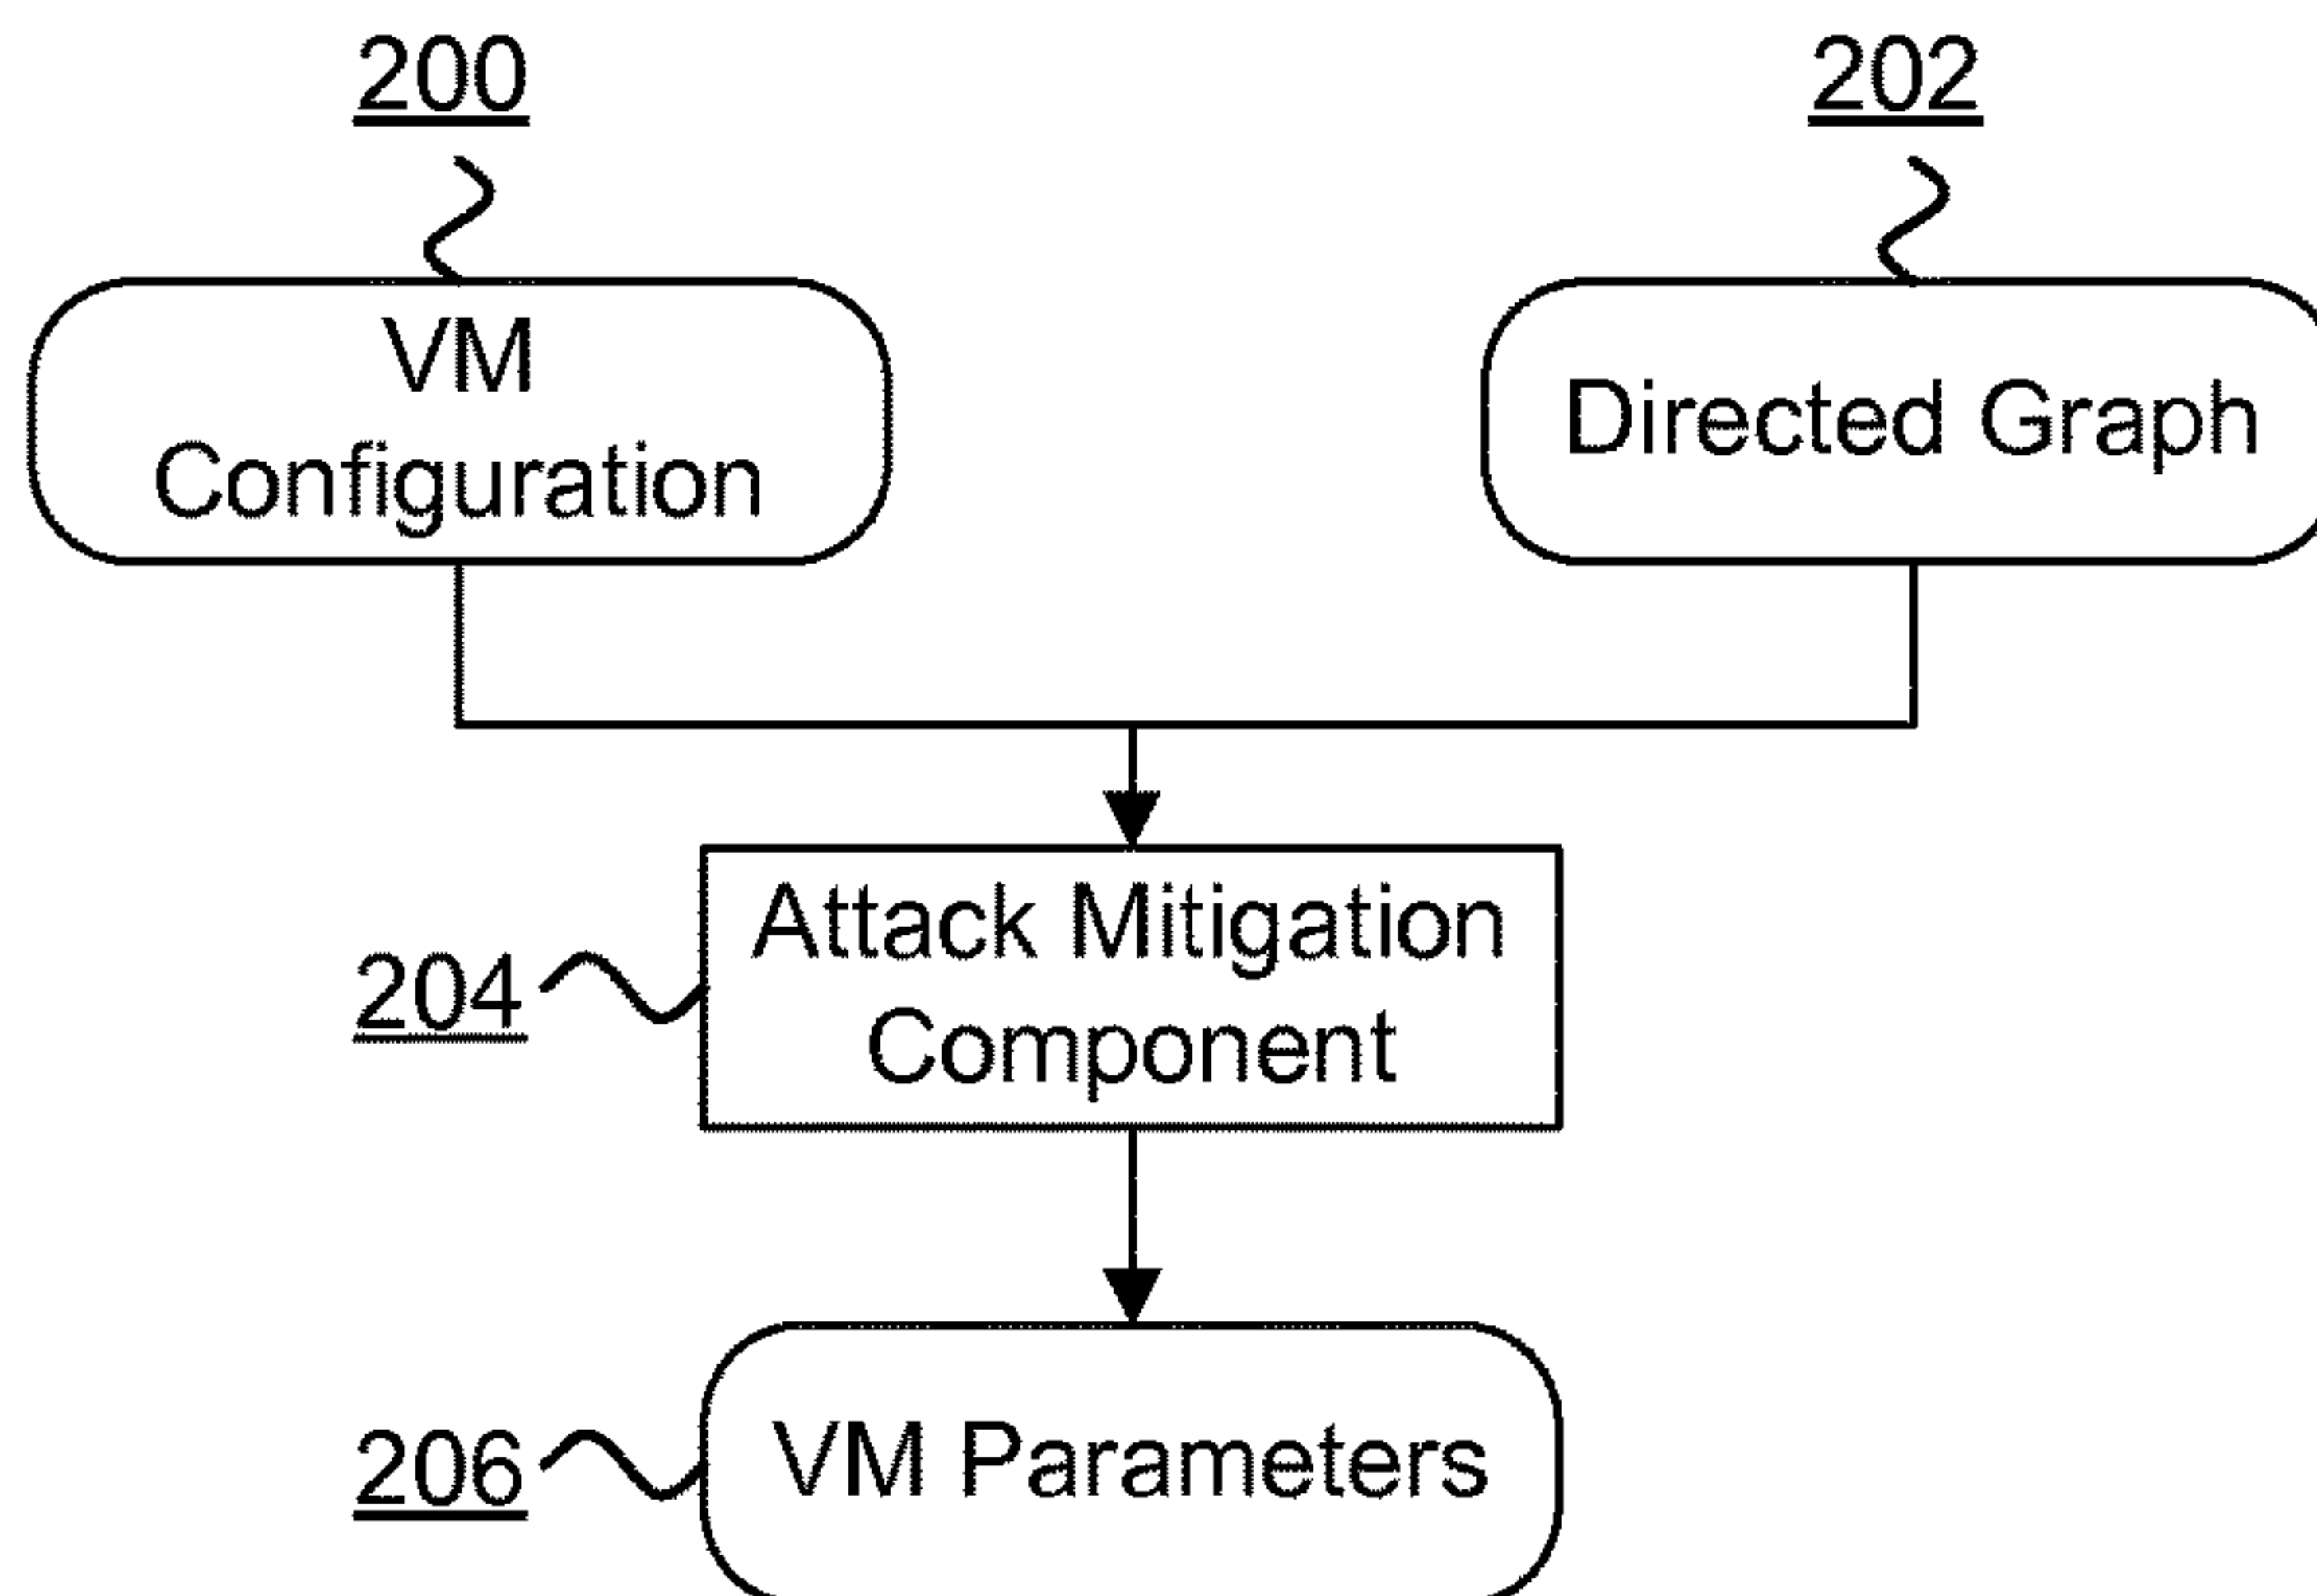 200
202
VM
Configuration
Directed Graph
Attack Mitigation
Component
204
VM Parameters
206